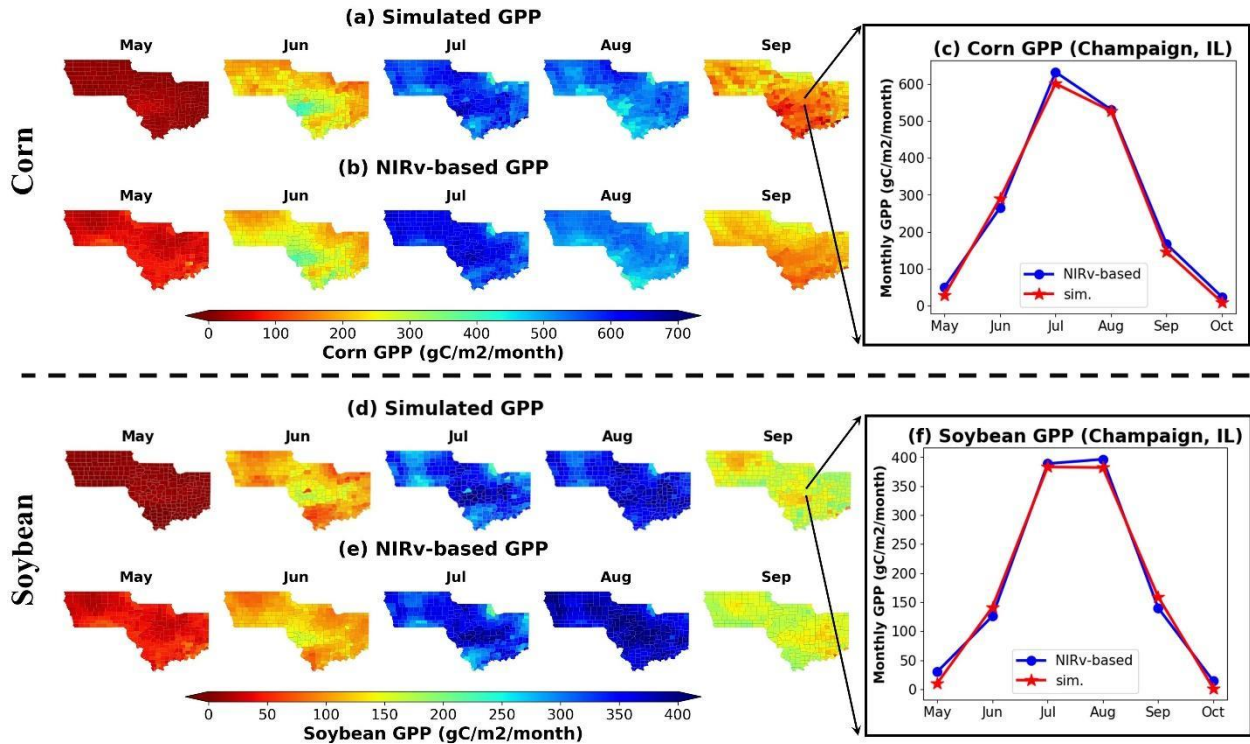 (a) Simulated GPP
May Jun Jul Aug Sep
Corn
(b) NIRv-based GPP
May Jun Jul Aug Sep
0 100 200 300 400 500 600 700
Corn GPP (gC/m2/month)
(c) Corn GPP (Champaign, IL)
Monthly GPP (gC/m2/month)
600
500
400
300
200
100
0
NIRv-based
sim.
May Jun Jul Aug Sep Oct
(d) Simulated GPP
May Jun Jul Aug Sep
Soybean
(e) NIRv-based GPP
May Jun Jul Aug Sep
0 50 100 150 200 250 300 350 400
Soybean GPP (gC/m2/month)
(f) Soybean GPP (Champaign, IL)
Monthly GPP (gC/m2/month)
400
350
300
250
200
150
100
50
0
NIRv-based
sim.
May Jun Jul Aug Sep Oct